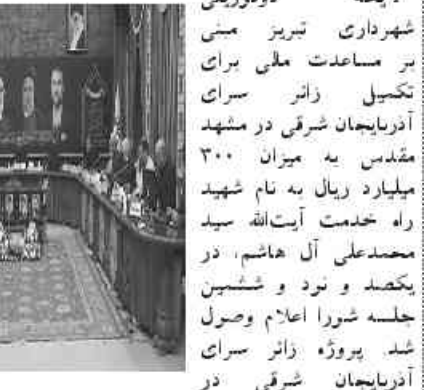 شهرداری تبریز مبنی
بر مساعدت مالی برای
تکمیل زائر سرای
آذربایجان شرقی در مشهد
مقدس به میزان ۳۰۰
میلیارد ریال به نام شهید
راه خدمت آیت‌الله سید
محمدعلی آل هاشم، در
یکصد و نود و ششمین
جلسه شورا اعلام وصول
شد. پروژه زائر سرای
آذربایجان شرقی در